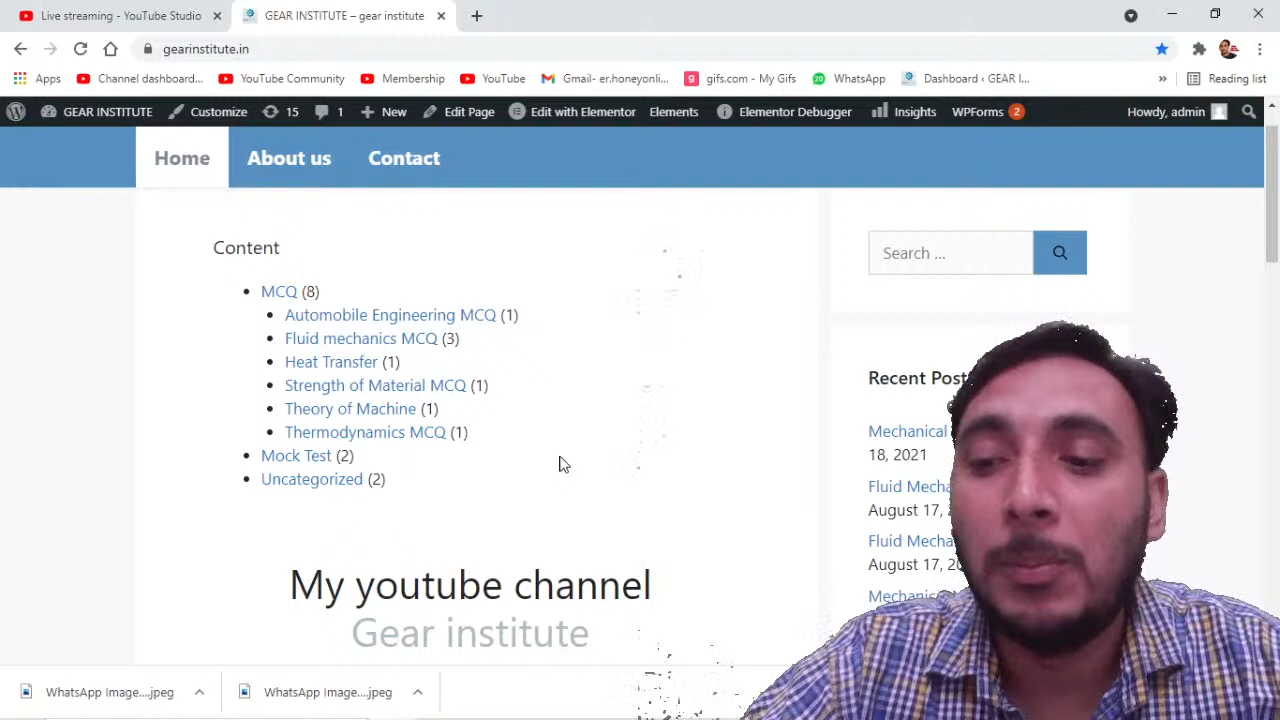 Live streaming - YouTube Studio
GEAR INSTITUTE – gear institute
gearinstitute.in
Apps
Channel dashboard...
YouTube Community
Membership
YouTube
Gmail- er.honeyonli...
gifs.com - My Gifs
WhatsApp
Dashboard ‹ GEAR I...
»
Reading list
GEAR INSTITUTE
Customize
15
1
New
Edit Page
Edit with Elementor
Elements
Elementor Debugger
Insights
WPForms 2
Howdy, admin
Home
About us
Contact
Content
MCQ (8)
Automobile Engineering MCQ (1)
Fluid mechanics MCQ (3)
Heat Transfer (1)
Strength of Material MCQ (1)
Theory of Machine (1)
Thermodynamics MCQ (1)
Mock Test (2)
Uncategorized (2)
My youtube channel
Gear institute
Search ...
Recent Post
Mechanical
18, 2021
Fluid Mecha
August 17,
Fluid Mecha
August 17, 20
Mechanic
WhatsApp Image....jpeg
WhatsApp Image....jpeg